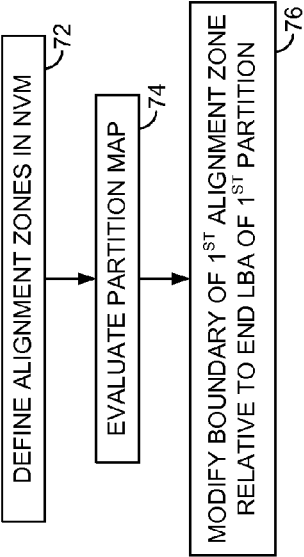 DEFINE ALIGNMENT ZONES IN NVM
72
EVALUATE PARTITION MAP
74
MODIFY BOUNDARY OF 1ST ALIGNMENT ZONE
RELATIVE TO END LBA OF 1ST PARTITION
76